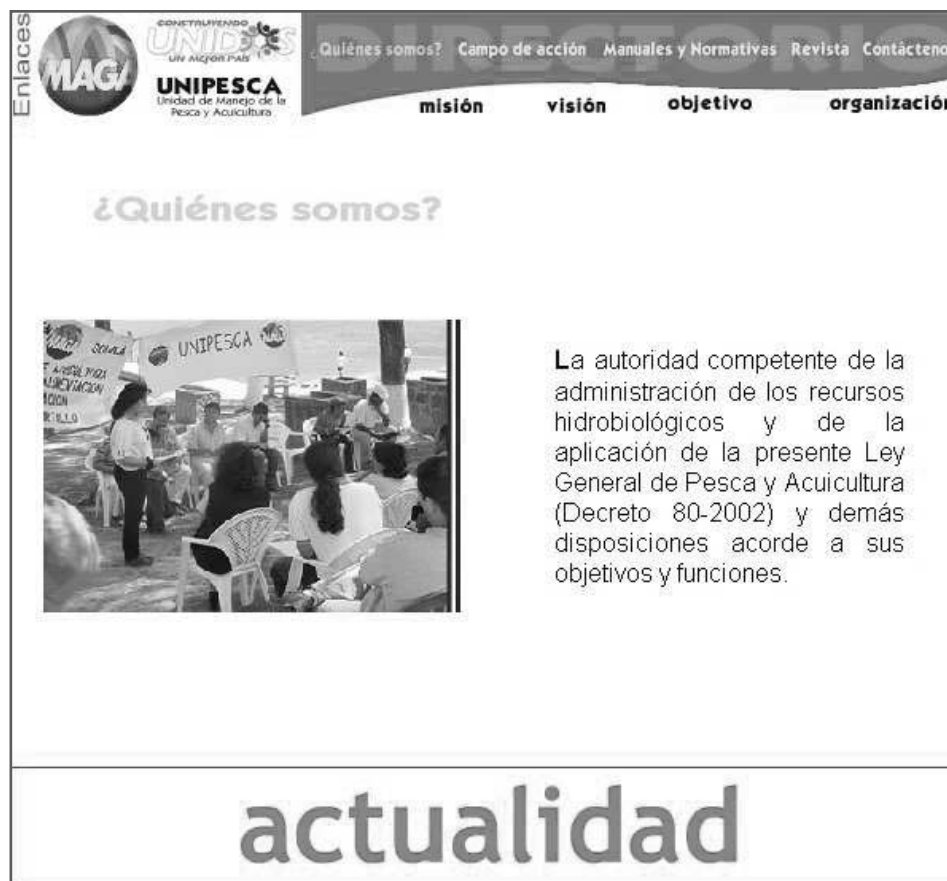 Enlaces
MAGA
CONSTRUYENDO
UNIDOS
UN MEJOR PAIS
UNIPESCA
Unidad de Manejo de la
Pesca y Acuicultura
DIRECTORIO
¿Quiénes somos? Campo de acción Manuales y Normativas Revista Contácteno
misión visión objetivo organización
¿Quiénes somos?
UNIPESCA
La autoridad competente de la
administración de los recursos
hidrobiológicos y de la
aplicación de la presente Ley
General de Pesca y Acuicultura
(Decreto 80-2002) y demás
disposiciones acorde a sus
objetivos y funciones.
actualidad